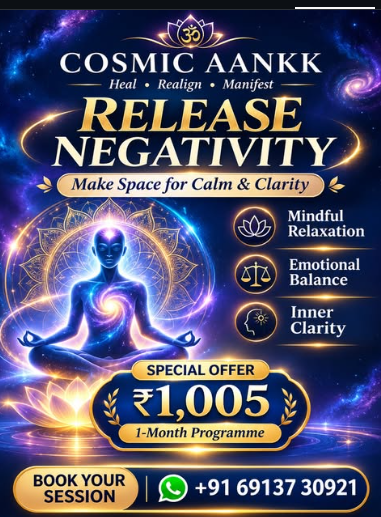 ॐ
COSMIC AANKK
Heal • Realign • Manifest
RELEASE
NEGATIVITY
Make Space for Calm & Clarity
Mindful
Relaxation
Emotional
Balance
Inner
Clarity
SPECIAL OFFER
₹1,005
1-Month Programme
BOOK YOUR
SESSION
+91 69137 30921